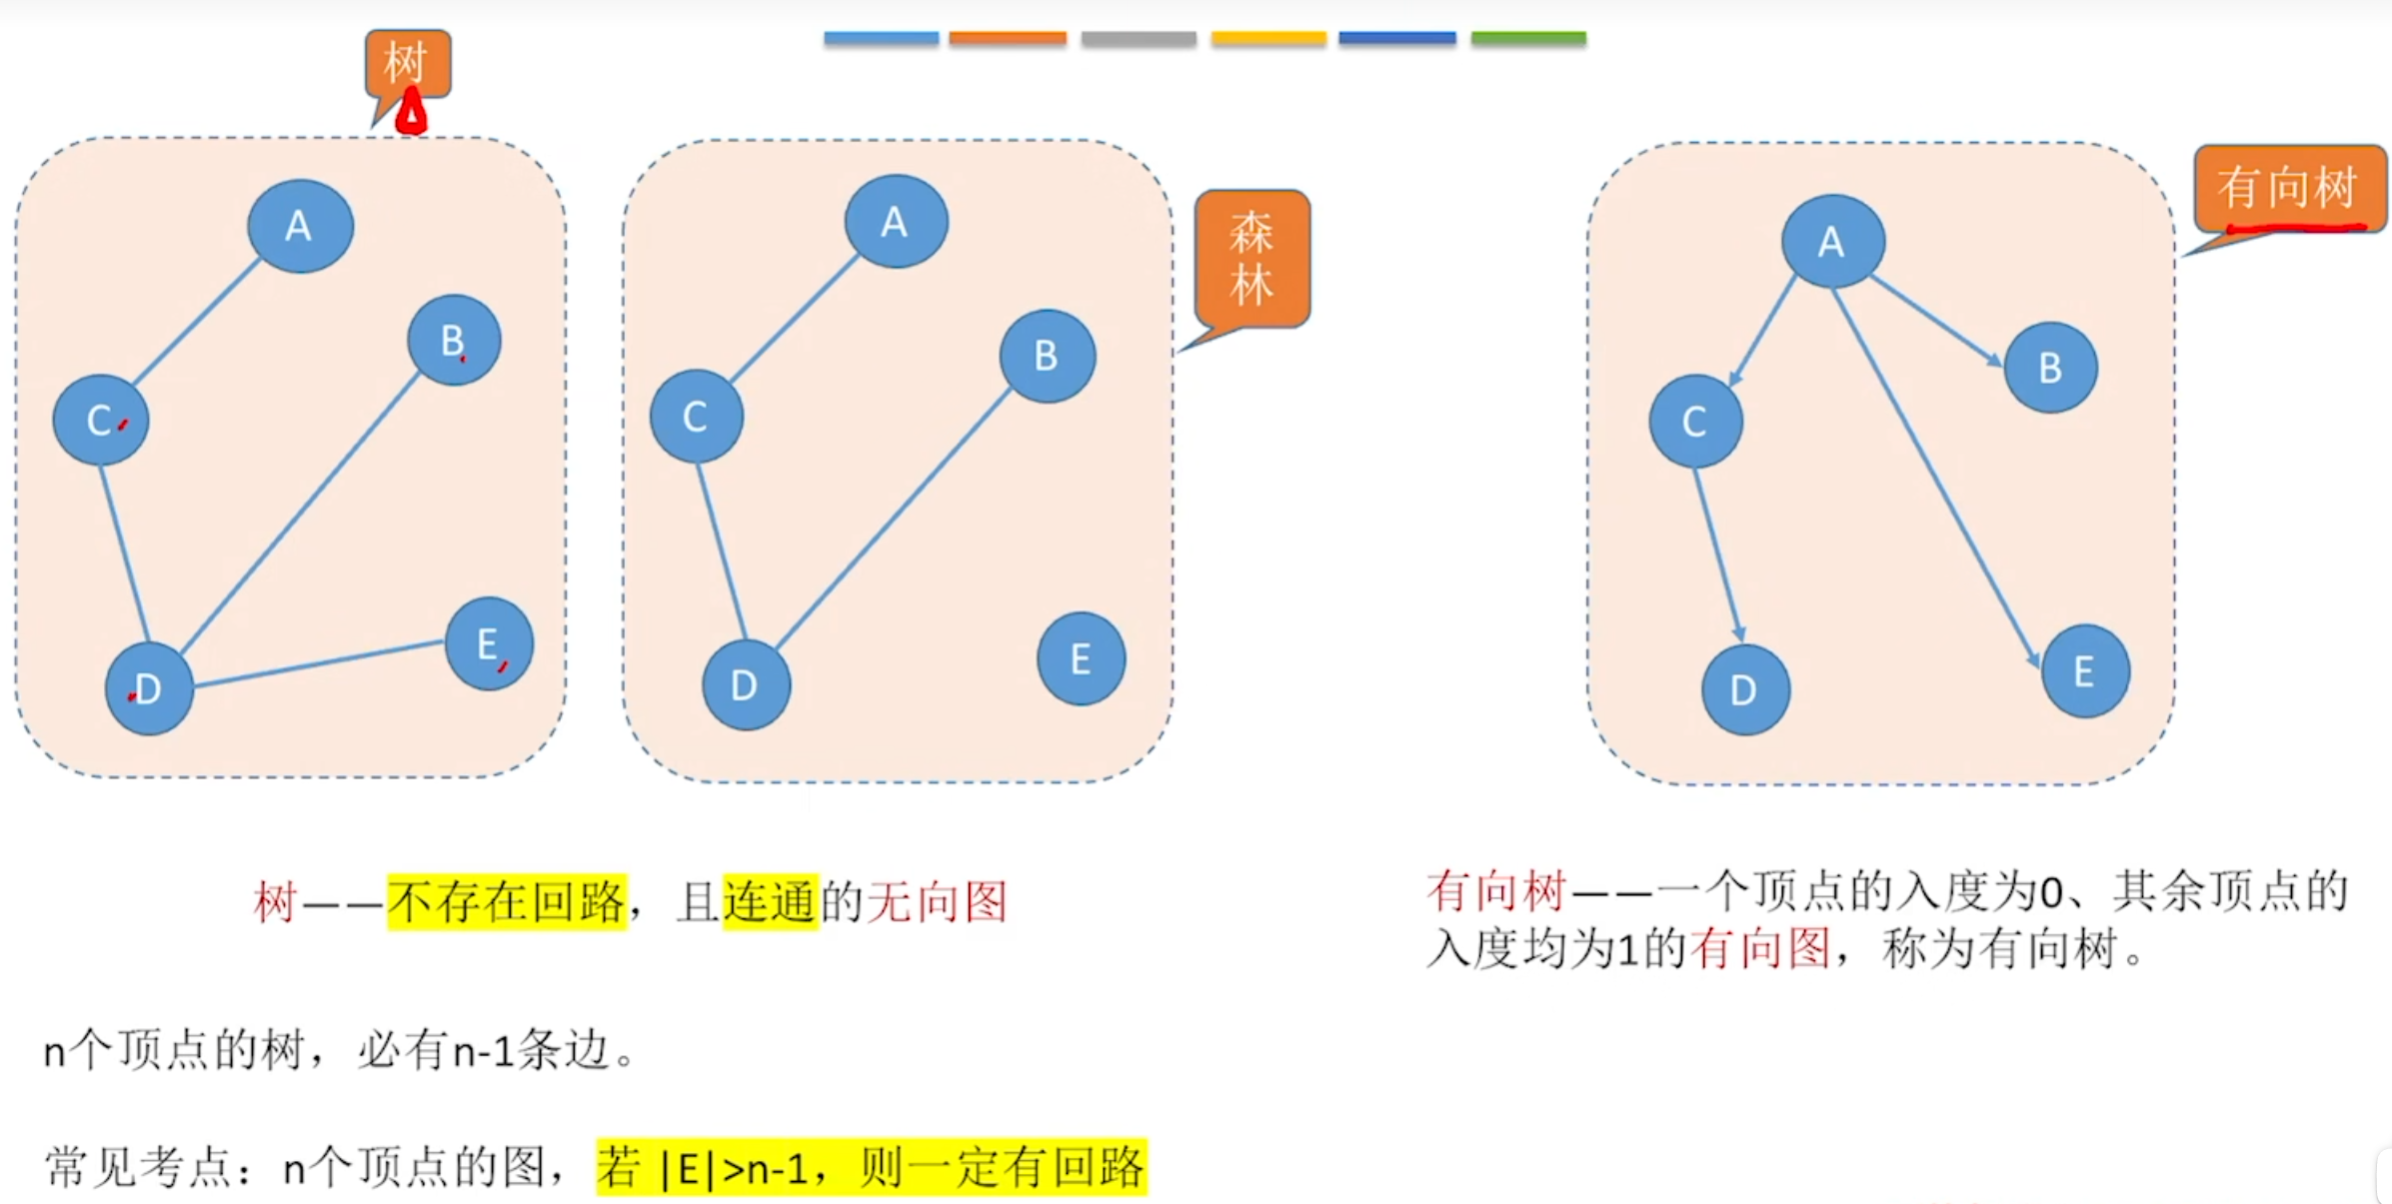 树
A
B
C
D
E
A
B
C
D
E
森
林
有向树
A
B
C
D
E
树——不存在回路，且连通的无向图
n个顶点的树，必有n-1条边。
常见考点：n个顶点的图，若 |E|>n-1，则一定有回路
有向树——一个顶点的入度为0、其余顶点的
入度均为1的有向图，称为有向树。